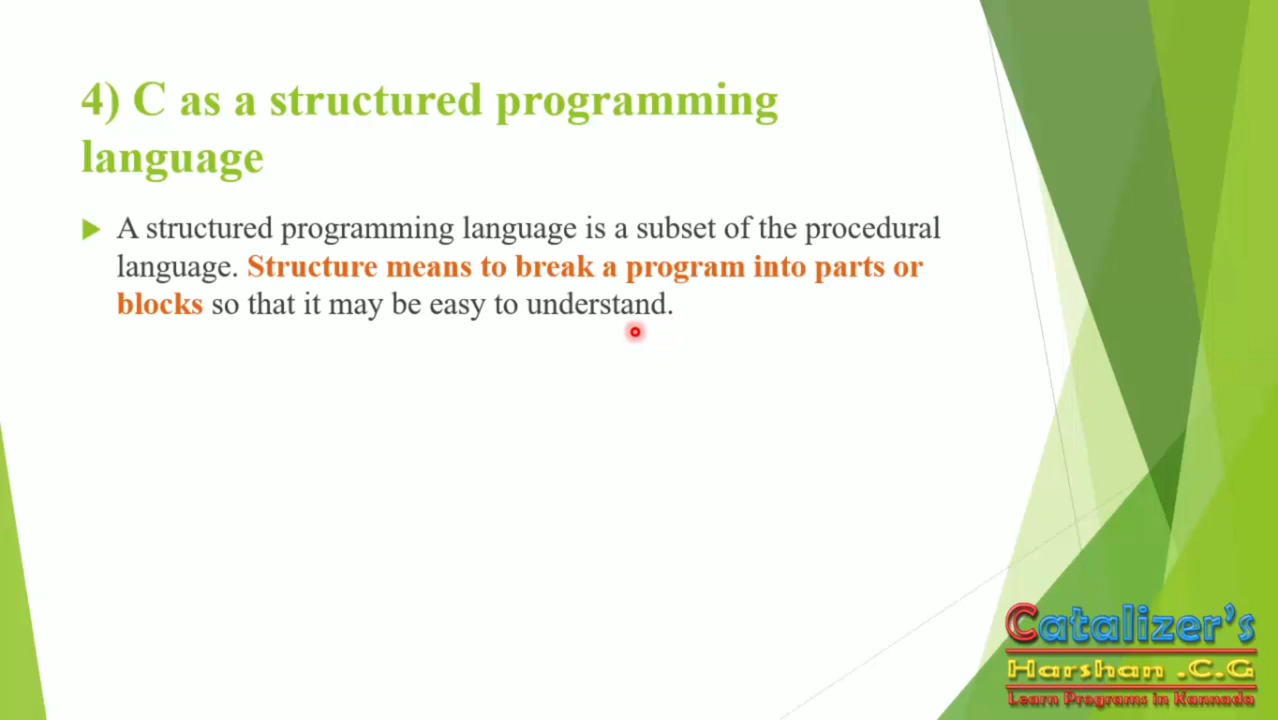 4) C as a structured programming
language
A structured programming language is a subset of the procedural
language. Structure means to break a program into parts or
blocks so that it may be easy to understand.
Catalizer's
Harshan .C.G
Learn Programs in Kannada